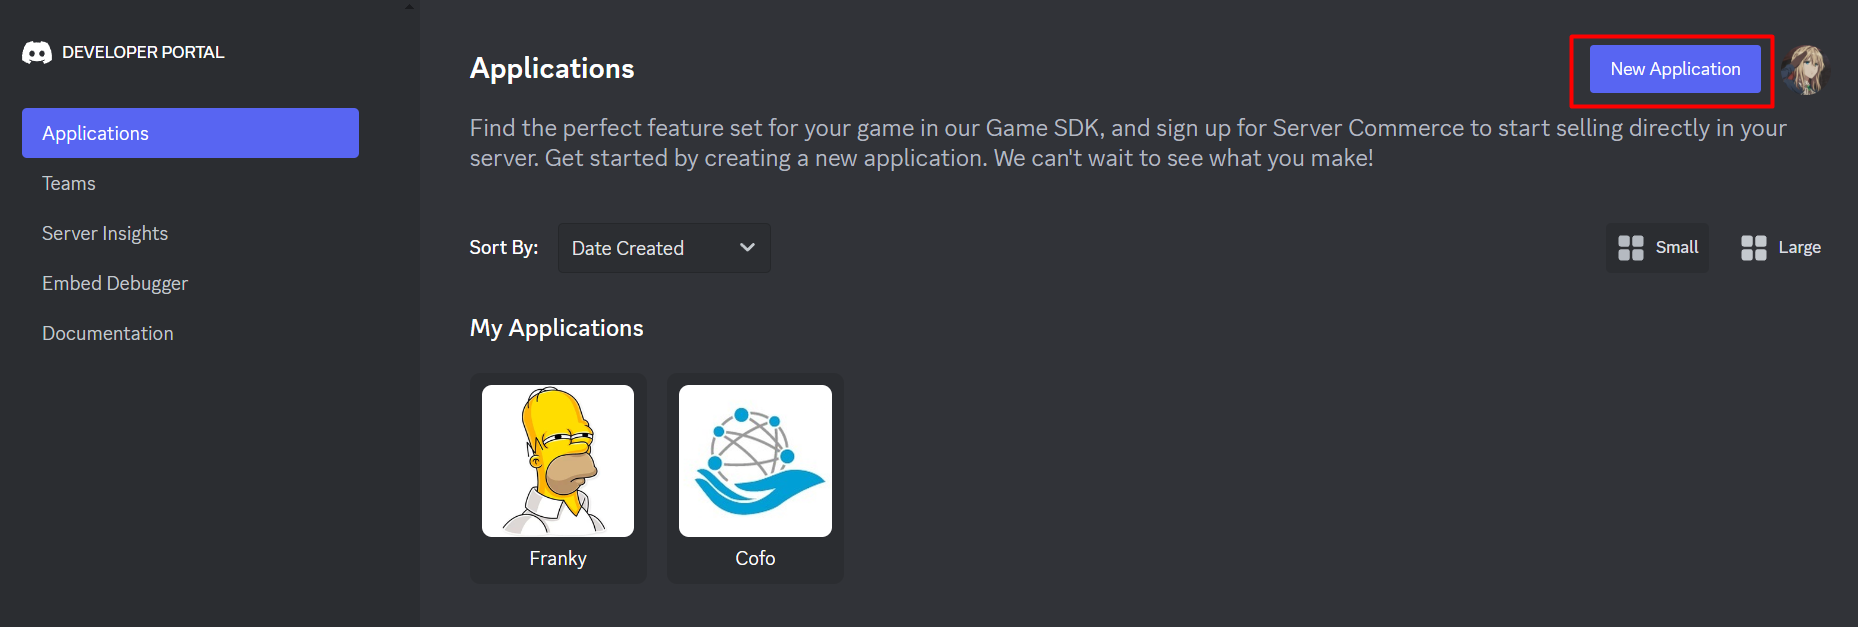 DEVELOPER PORTAL
Applications
Teams
Server Insights
Embed Debugger
Documentation
Applications
New Application
Find the perfect feature set for your game in our Game SDK, and sign up for Server Commerce to start selling directly in your
server. Get started by creating a new application. We can't wait to see what you make!
Sort By: Date Created
Small Large
My Applications
Franky Cofo